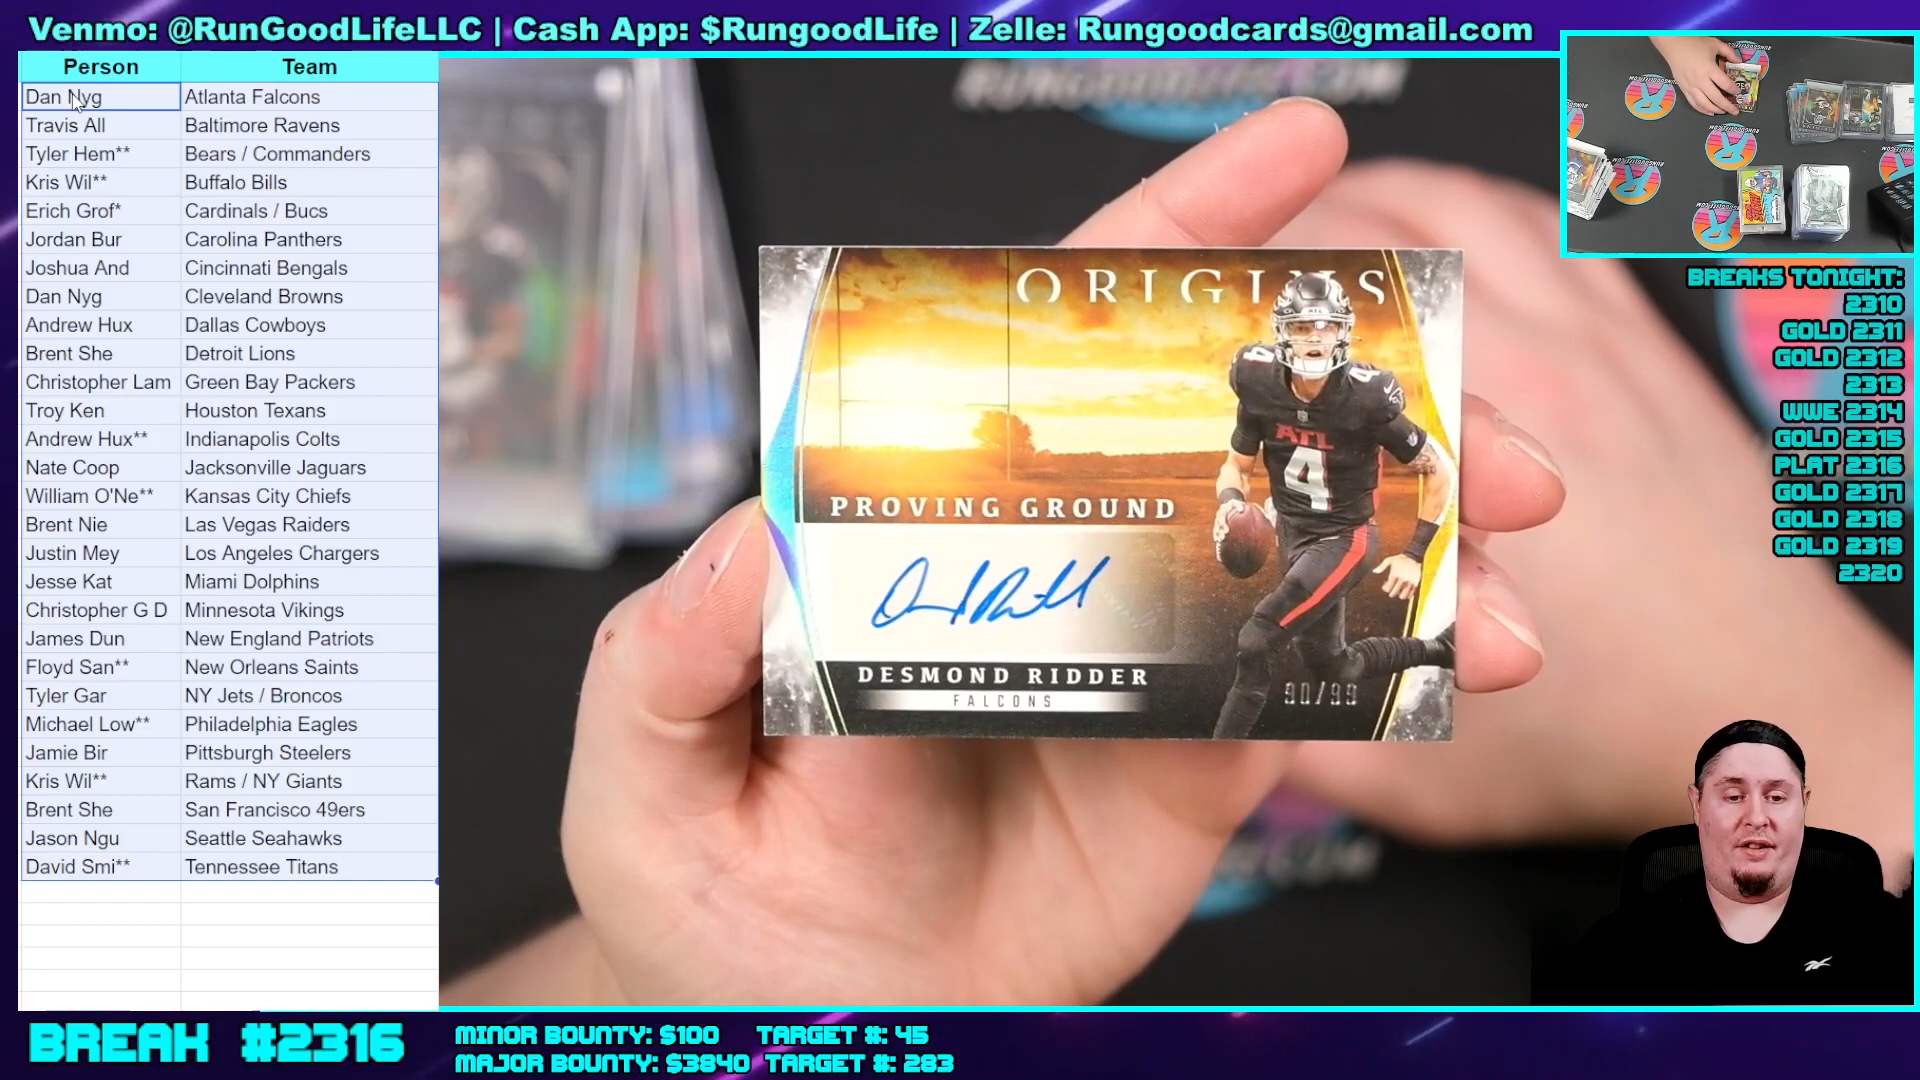 Venmo: @RunGoodLifeLLC | Cash App: $RungoodLife | Zelle: Rungoodcards@gmail.com
Person Team
Dan Nyg Atlanta Falcons
Travis All Baltimore Ravens
Tyler Hem** Bears / Commanders
Kris Wil** Buffalo Bills
Erich Grof* Cardinals / Bucs
Jordan Bur Carolina Panthers
Joshua And Cincinnati Bengals
Dan Nyg Cleveland Browns
Andrew Hux Dallas Cowboys
Brent She Detroit Lions
Christopher Lam Green Bay Packers
Troy Ken Houston Texans
Andrew Hux** Indianapolis Colts
Nate Coop Jacksonville Jaguars
William O'Ne** Kansas City Chiefs
Brent Nie Las Vegas Raiders
Justin Mey Los Angeles Chargers
Jesse Kat Miami Dolphins
Christopher G D Minnesota Vikings
James Dun New England Patriots
Floyd San** New Orleans Saints
Tyler Gar NY Jets / Broncos
Michael Low** Philadelphia Eagles
Jamie Bir Pittsburgh Steelers
Kris Wil** Rams / NY Giants
Brent She San Francisco 49ers
Jason Ngu Seattle Seahawks
David Smi** Tennessee Titans
ORIGINS
ATL
4
4
4
PROVING GROUND
DESMOND RIDDER
FALCONS
90/99
BREAKS TONIGHT:
2310
GOLD 2311
GOLD 2312
2313
WWE 2314
GOLD 2315
PLAT 2316
GOLD 2317
GOLD 2318
GOLD 2319
2320
BREAK #2316
MINOR BOUNTY: $100 TARGET #: 45
MAJOR BOUNTY: $3840 TARGET #: 283